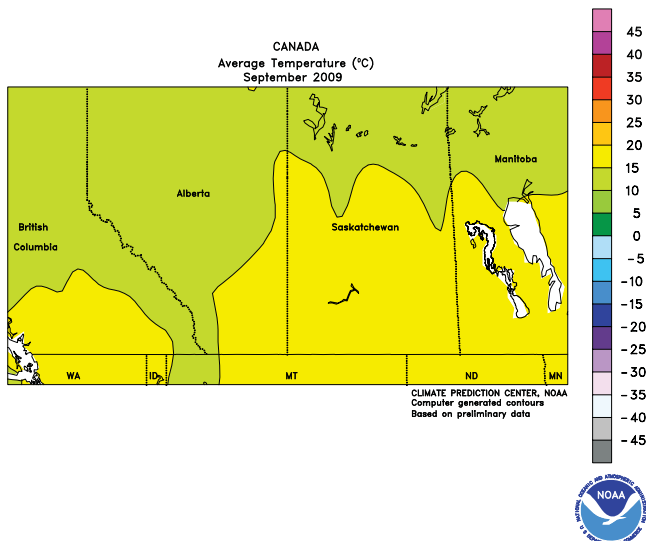 CANADA
Average Temperature (°C)
September 2009
British
Columbia
Alberta
Saskatchewan
Manitoba
WA
ID
MT
ND
MN
CLIMATE PREDICTION CENTER, NOAA
Computer generated contours
Based on preliminary data
45
40
35
30
25
20
15
10
5
0
-5
-10
-15
-20
-25
-30
-35
-40
-45
NOAA